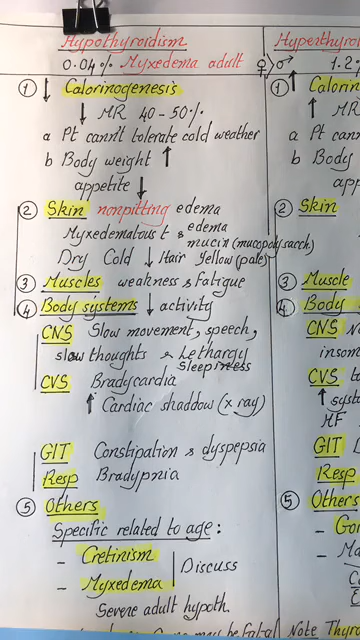 Hypothyroidism
0.04% Myxedema adult ♀/♂
① ↓ Calorinogenesis
↓ MR 40-50%
a Pt cann't tolerate cold weather
b Body weight ↑
appetite ↓
② Skin nonpitting edema
Myxedematous t & edema
mucin (mucopolysacch)
Dry Cold ↓ Hair Yellow (pale)
③ Muscles weakness & fatigue
④ Body systems ↓ activity
CNS Slow movement, speech,
slow thoughts & Lethargy
Sleepiness
CVS Bradycardia
↑ Cardiac shaddow (x ray)
GIT Constipation & dyspepsia
Resp Bradypnia
⑤ Others
Specific related to age:
- Cretinism
- Myxedema | Discuss
Severe adult hypoth.
Hyperthyro
1.2%
① ↑ Calorin
↑ MR
a Pt cann
b Body
app
② Skin
③ Muscle
④ Body
CNS
insom
CVS
↑ syst
HF
GIT
Resp
⑤ Others
- Go
- Ma
Note Thyro